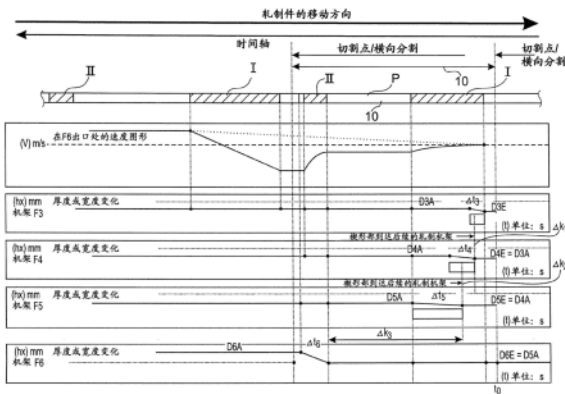 轧制件的移动方向
时间轴
切割点/横向分割
切割点/横向分割
10
II
I
II
P
I
10
(V) m/s
在F6出口处的速度图形
(hx) mm 厚度或宽度变化
机架 F3
D3A
Δt3
D3E
(t) 单位: s
楔形部到达后续的轧制机架
Δk1
(hx) mm 厚度或宽度变化
机架 F4
D4A
Δt4
D4E = D3A
(t) 单位: s
楔形部到达后续的轧制机架
Δk2
(hx) mm 厚度或宽度变化
机架 F5
D5A
Δt5
D5E = D4A
(t) 单位: s
(hx) mm 厚度或宽度变化
机架 F6
D6A
Δt6
Δk3
D6E = D5A
(t) 单位: s
t0